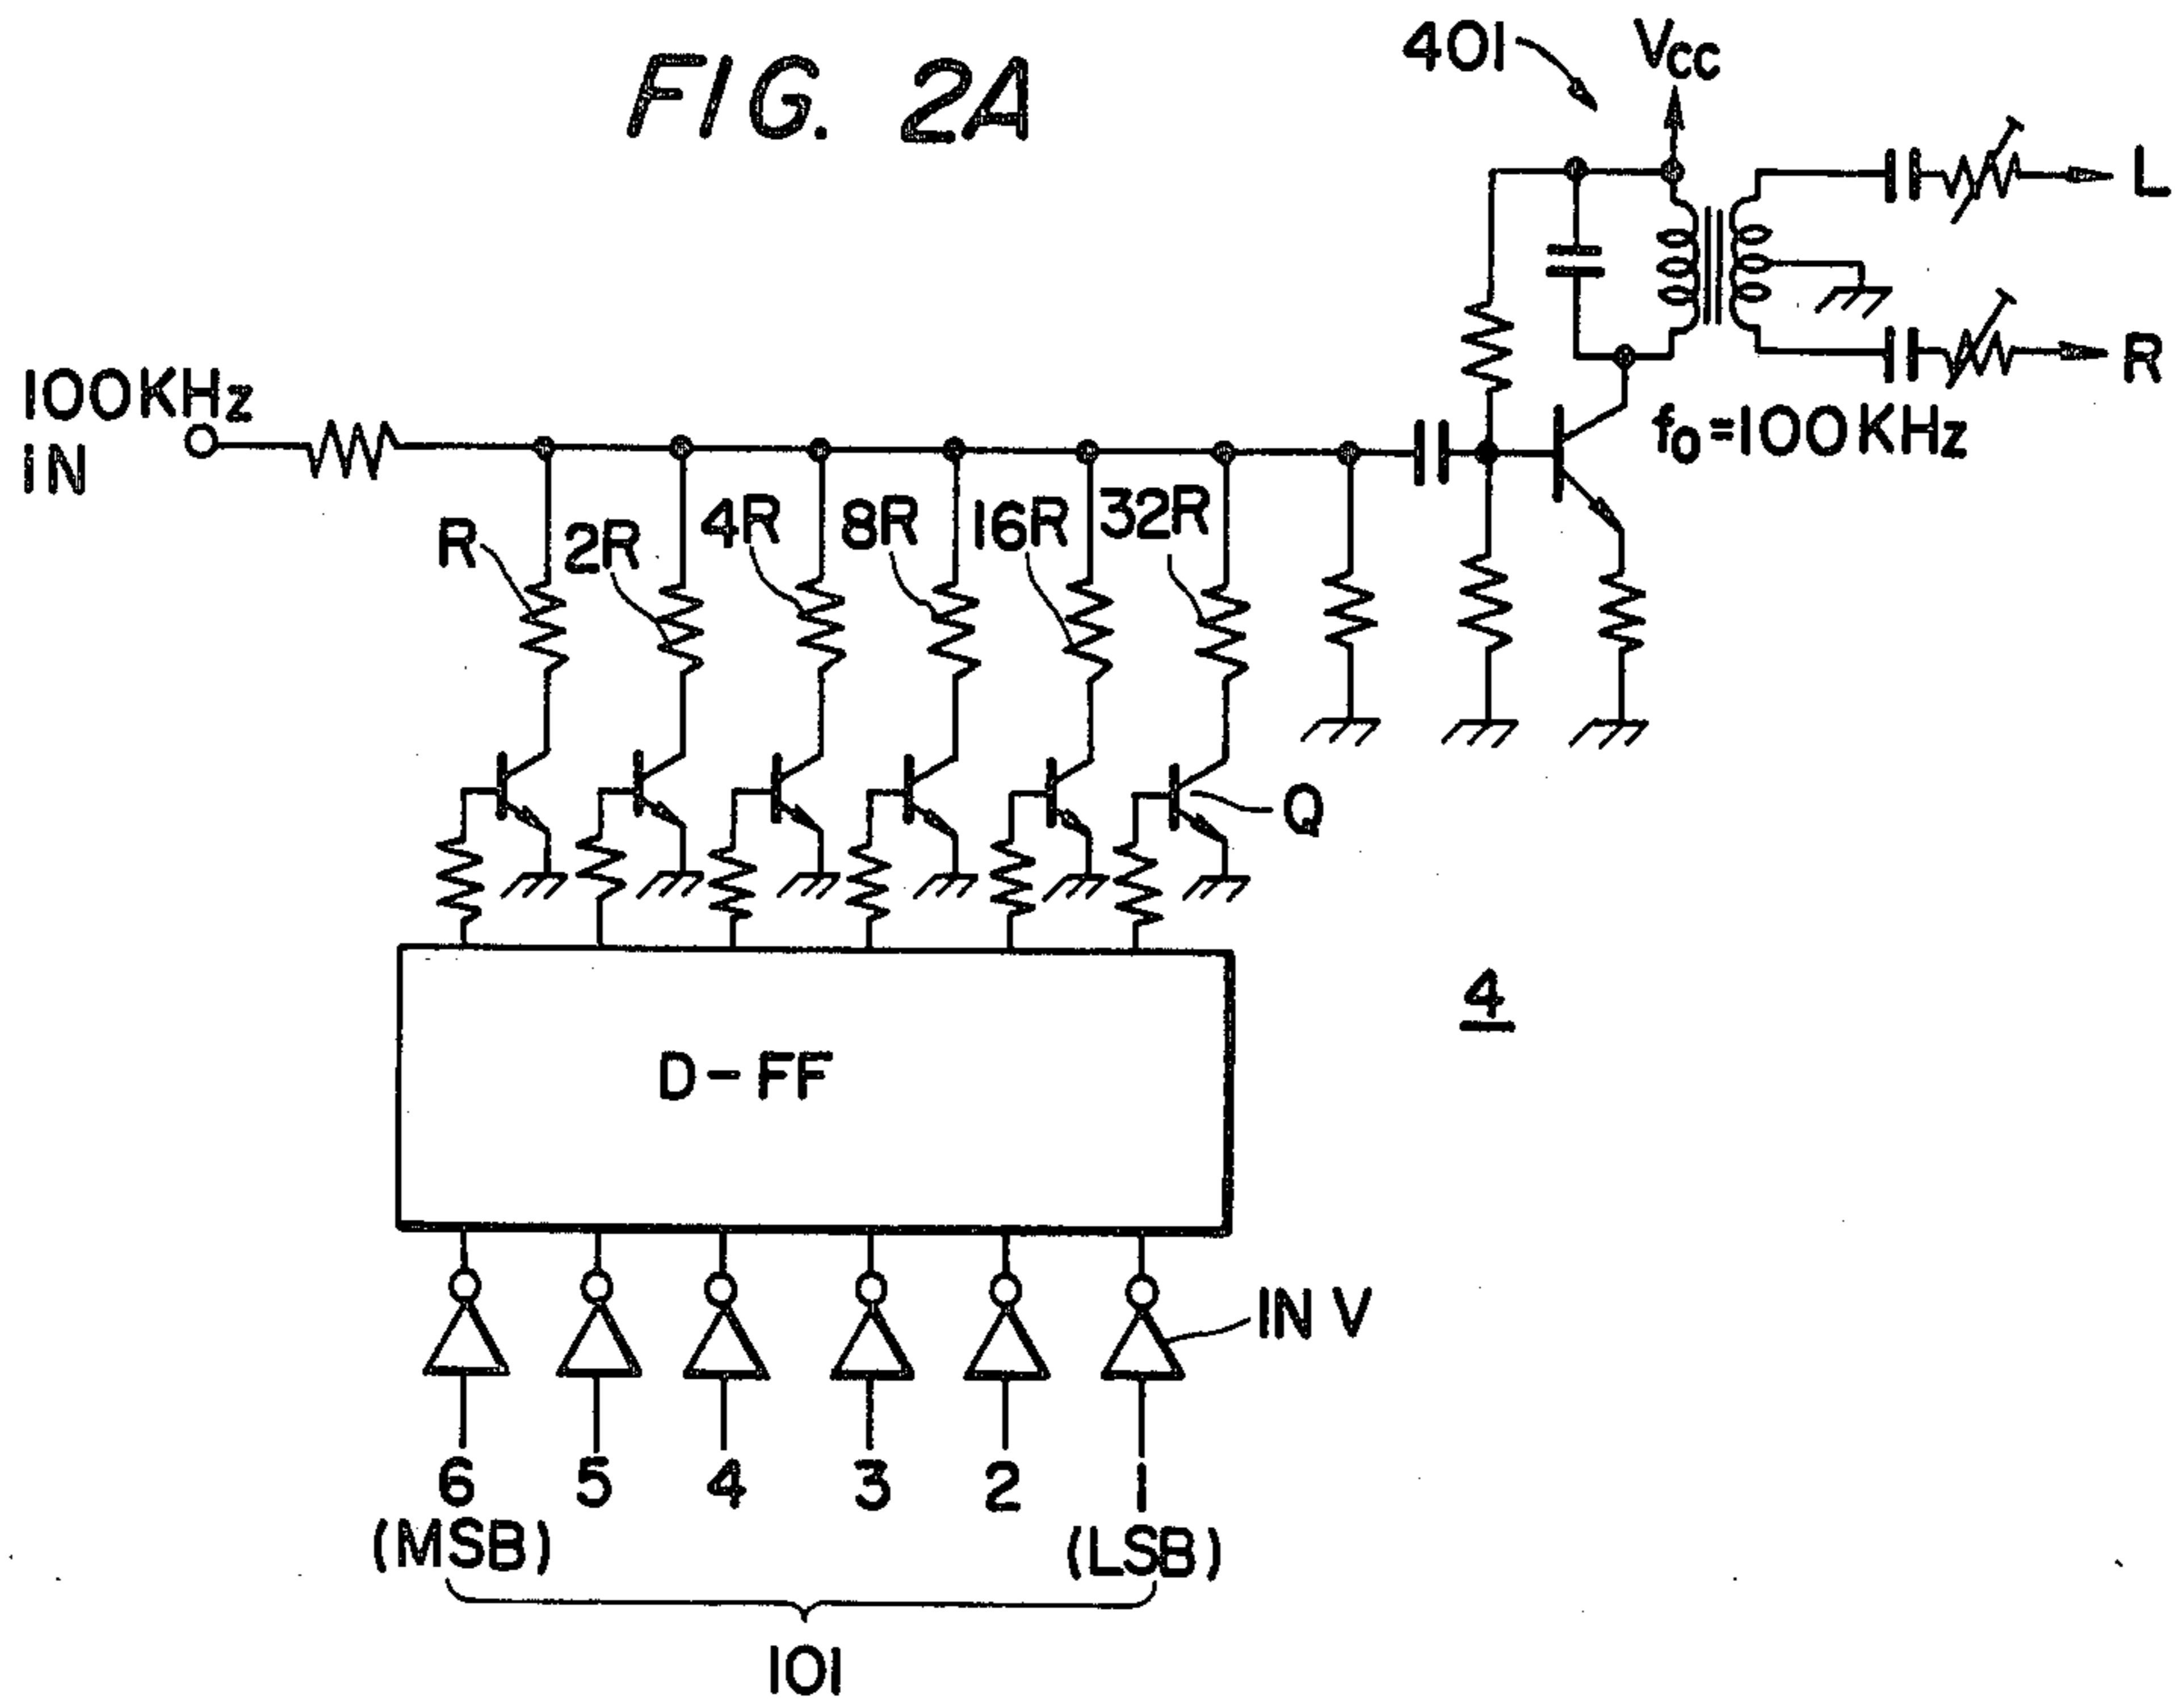 FIG. 2A
401
VCC
L
R
100KHz
IN
fo=100KHz
R
2R
4R
8R
16R
32R
Q
4
D-FF
INV
6
5
4
3
2
1
(MSB)
(LSB)
101